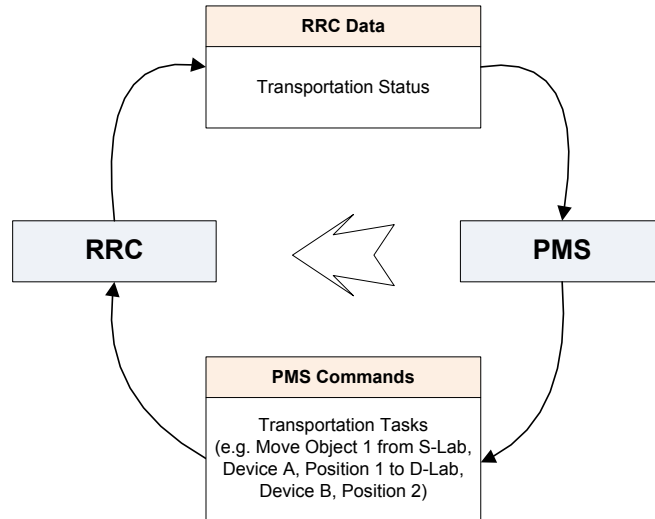 RRC Data
Transportation Status
RRC
PMS
PMS Commands
Transportation Tasks
(e.g. Move Object 1 from S-Lab,
Device A, Position 1 to D-Lab,
Device B, Position 2)